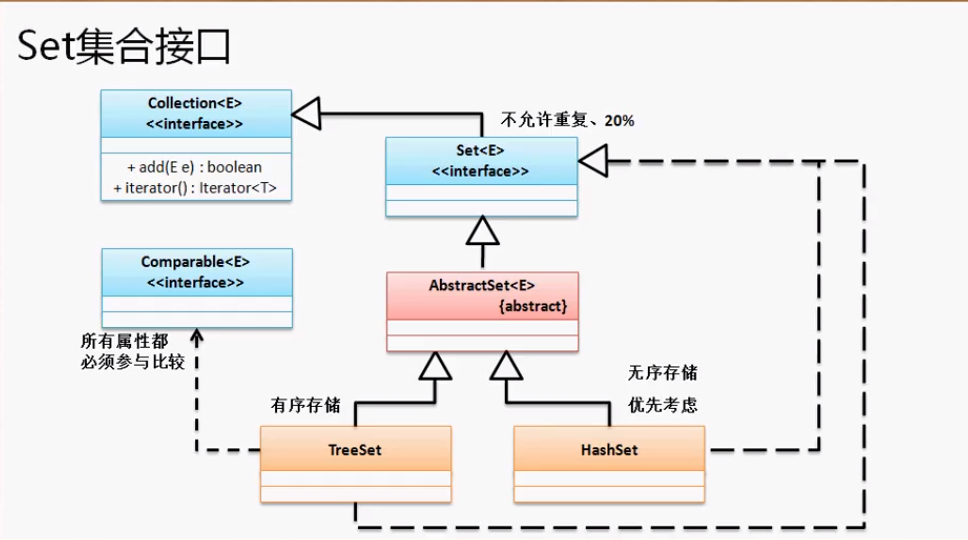 Set集合接口
Collection<E>
<<interface>>
+ add(E e) : boolean
+ iterator() : Iterator<T>
不允许重复、20%
Set<E>
<<interface>>
Comparable<E>
<<interface>>
AbstractSet<E>
{abstract}
所有属性都
必须参与比较
有序存储
无序存储
优先考虑
TreeSet
HashSet